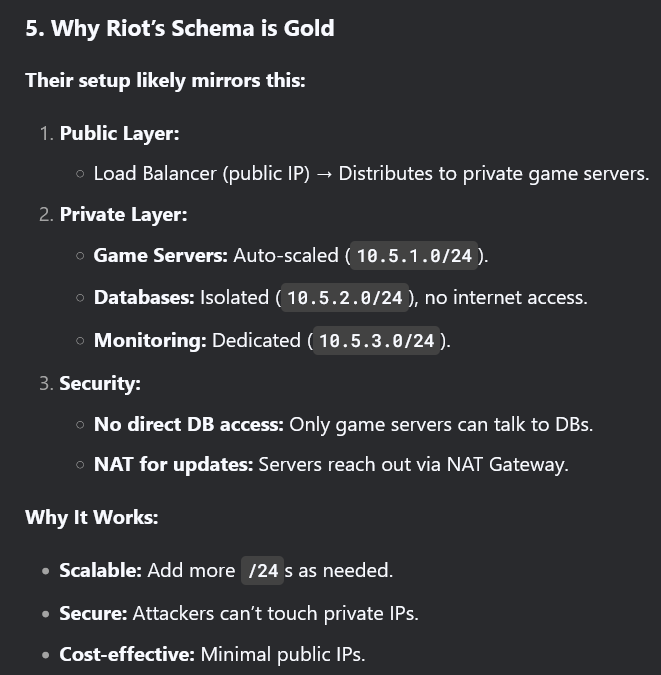 5. Why Riot’s Schema is Gold
Their setup likely mirrors this:
1. Public Layer:
○ Load Balancer (public IP) → Distributes to private game servers.
2. Private Layer:
○ Game Servers: Auto-scaled (10.5.1.0/24).
○ Databases: Isolated (10.5.2.0/24), no internet access.
○ Monitoring: Dedicated (10.5.3.0/24).
3. Security:
○ No direct DB access: Only game servers can talk to DBs.
○ NAT for updates: Servers reach out via NAT Gateway.
Why It Works:
• Scalable: Add more /24s as needed.
• Secure: Attackers can’t touch private IPs.
• Cost-effective: Minimal public IPs.